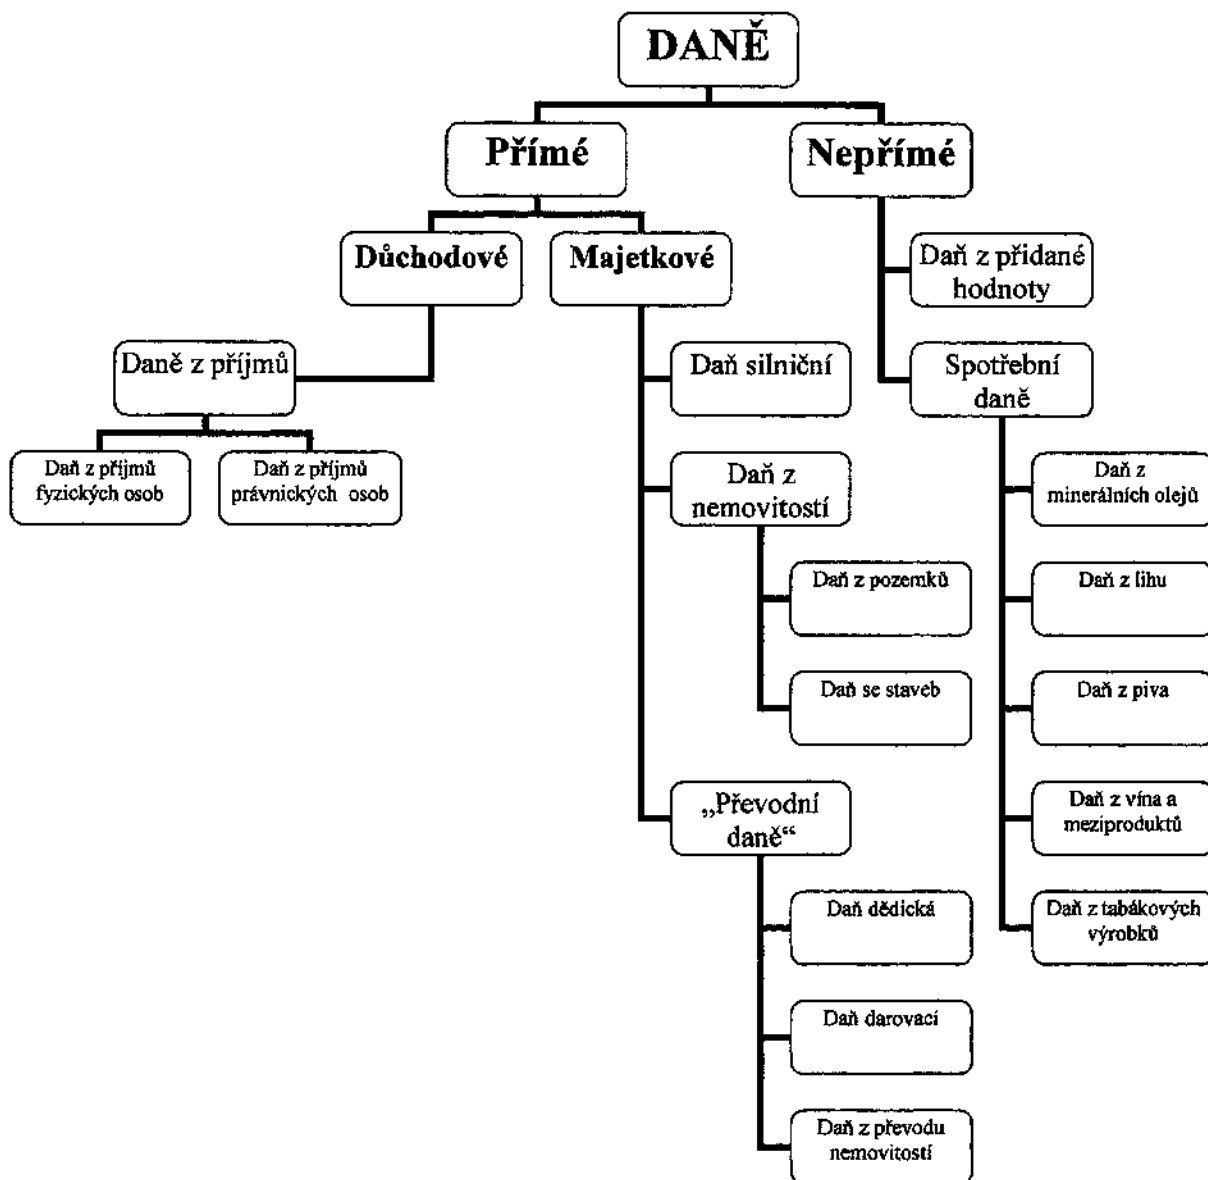 DANĚ
Přímé
Nepřímé
Důchodové
Majetkové
Daň z přidané
hodnoty
Daně z příjmů
Daň silniční
Spotřební
daně
Daň z příjmů
fyzických osob
Daň z příjmů
právnických osob
Daň z
nemovitostí
Daň z
minerálních olejů
Daň z pozemků
Daň z lihu
Daň se staveb
Daň z piva
„Převodní
daně“
Daň z vína a
meziproduktů
Daň dědická
Daň z tabákových
výrobků
Daň darovací
Daň z převodu
nemovitostí